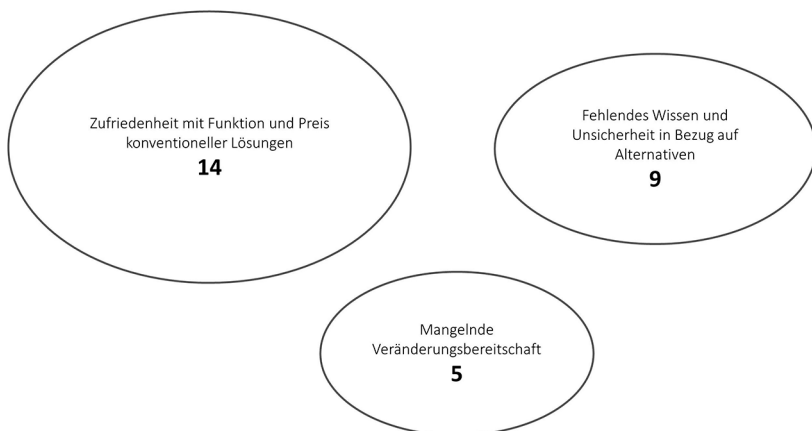 Zufriedenheit mit Funktion und Preis
konventioneller Lösungen
14
Fehlendes Wissen und
Unsicherheit in Bezug auf
Alternativen
9
Mangelnde
Veränderungsbereitschaft
5